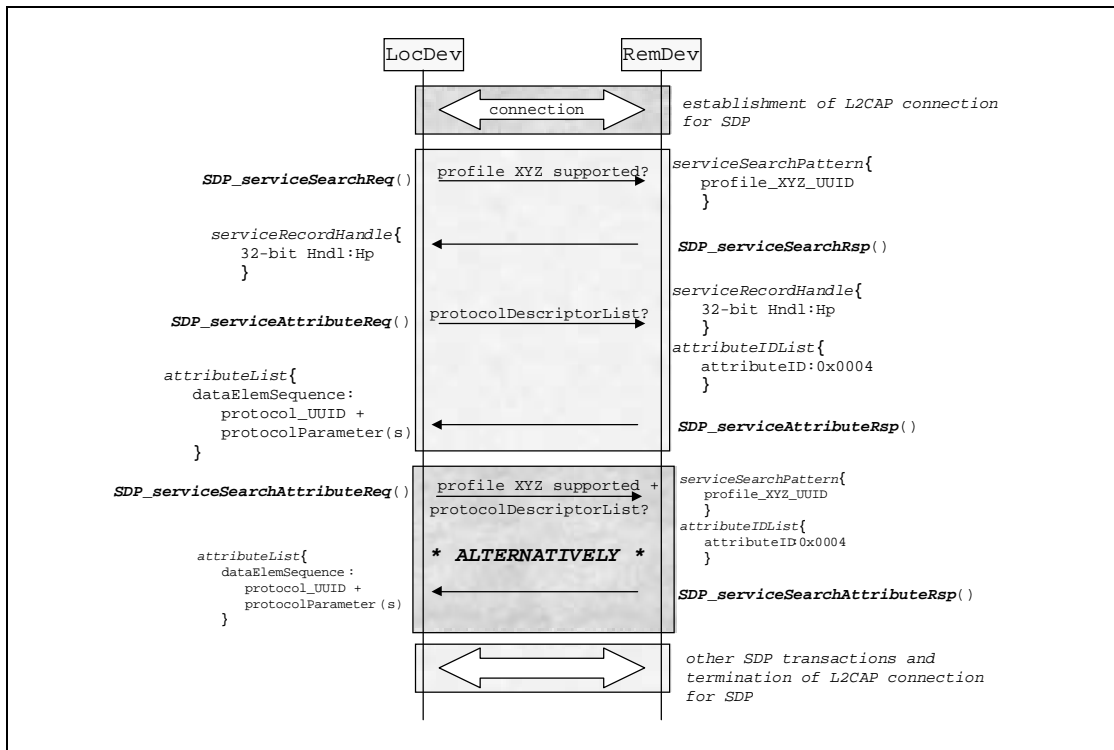 LocDev
RemDev
connection
establishment of L2CAP connection
for SDP
SDP_serviceSearchReq()
profile XYZ supported?
serviceSearchPattern{
profile_XYZ_UUID
}
serviceRecordHandle{
32-bit Hndl:Hp
}
SDP_serviceSearchRsp()
SDP_serviceAttributeReq()
protocolDescriptorList?
serviceRecordHandle{
32-bit Hndl:Hp
}
attributeIDList{
attributeID:0x0004
}
attributeList{
dataElemSequence:
protocol_UUID +
protocolParameter(s)
}
SDP_serviceAttributeRsp()
SDP_serviceSearchAttributeReq()
profile XYZ supported +
protocolDescriptorList?
serviceSearchPattern{
profile_XYZ_UUID
}
attributeIDList{
attributeID:0x0004
}
* ALTERNATIVELY *
attributeList{
dataElemSequence:
protocol_UUID +
protocolParameter(s)
}
SDP_serviceSearchAttributeRsp()
other SDP transactions and
termination of L2CAP connection
for SDP